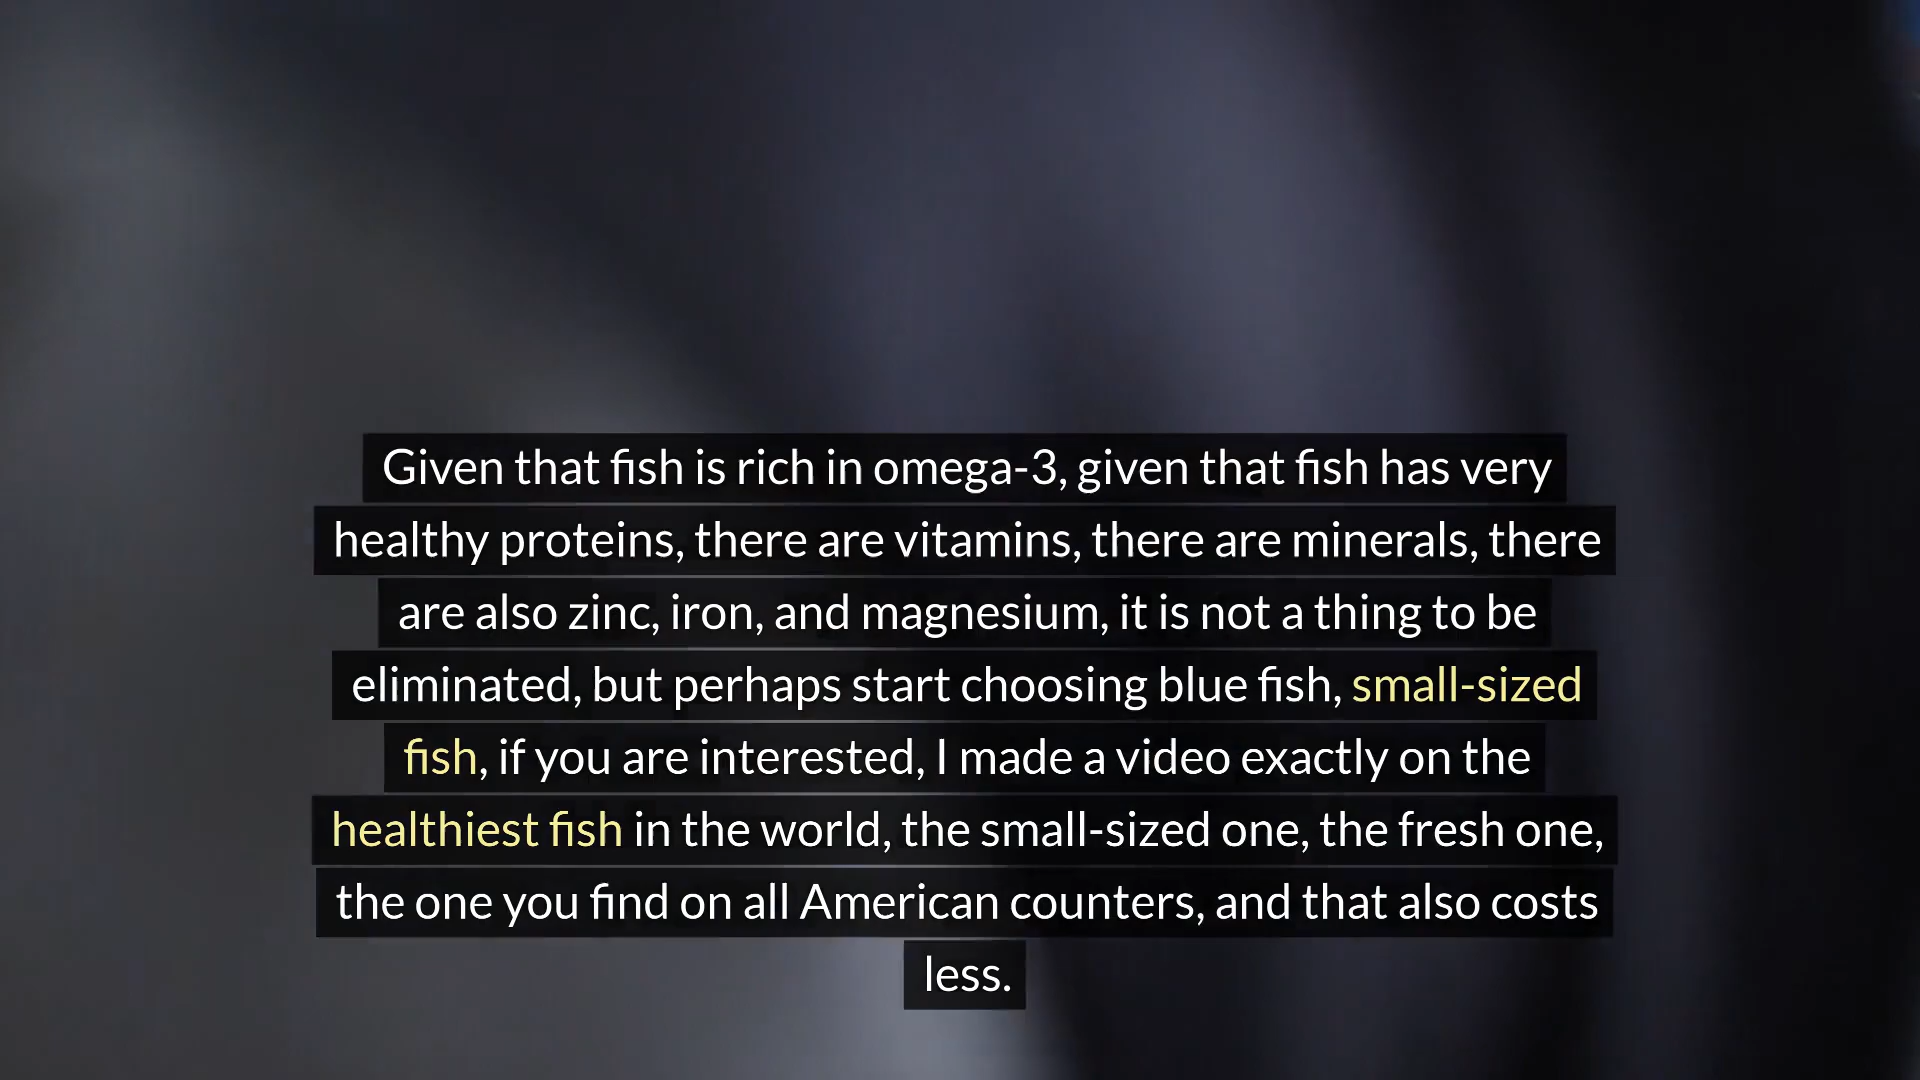 Given that fish is rich in omega-3, given that fish has very
healthy proteins, there are vitamins, there are minerals, there
are also zinc, iron, and magnesium, it is not a thing to be
eliminated, but perhaps start choosing blue fish, small-sized
fish, if you are interested, I made a video exactly on the
healthiest fish in the world, the small-sized one, the fresh one,
the one you find on all American counters, and that also costs
less.